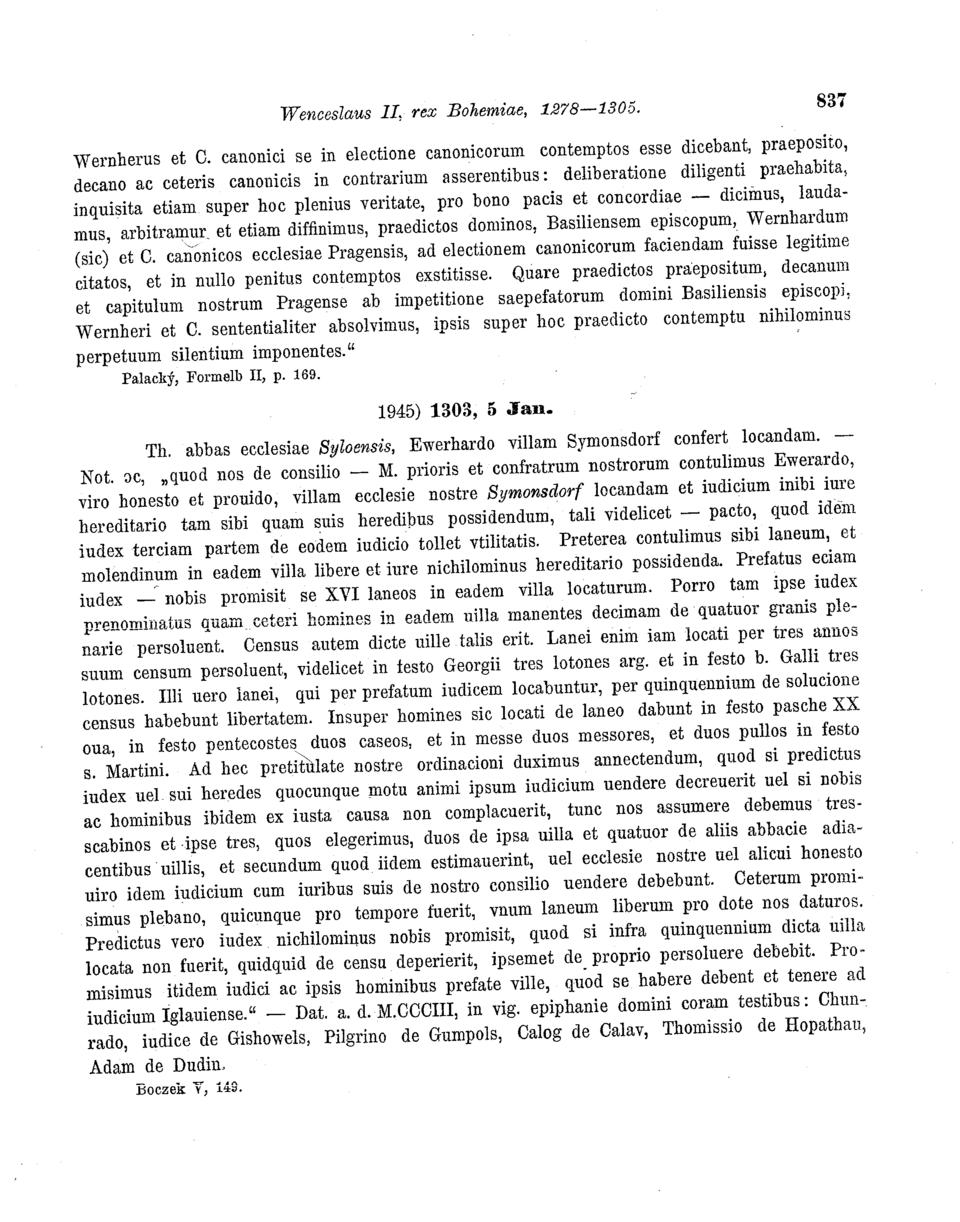 Wenceslaus II, rex Bohemiae, 1278—1305.
837
Wernherus et C. canonici se in electione canonicorum contemptos esse dicebant, praeposito,
decano ac ceteris canonicis in contrarium asserentibus: deliberatione diligenti praehabita,
inquisita etiam super hoc plenius veritate, pro bono pacis et concordiae — dicimus, lauda-
mus, arbitramur et etiam diffinimus, praedictos dominos, Basiliensem episcopum, Wernhardum
(sic) et C. canonicos ecclesiae Pragensis, ad electionem canonicorum faciendam fuisse legitime
citatos, et in nullo penitus contemptos exstitisse. Quare praedictos praepositum, decanum
et capitulum nostrum Pragense ab impetitione saepefatorum domini Basiliensis episcopi,
Wernheri et C. sententialiter absolvimus, ipsis super hoc praedicto contemptu nihilominus
perpetuum silentium imponentes.“
Palacký, Formelb II, p. 169.
1945) 1303, 5 Jan.
Th. abbas ecclesiae Syloensis, Ewerhardo villam Symonsdorf confert locandam. —
Not. ɔc, „quod nos de consilio — M. prioris et confratrum nostrorum contulimus Ewerardo,
viro honesto et prouido, villam ecclesie nostre Symonsdorf locandam et iudicium inibi iure
hereditario tam sibi quam suis heredibus possidendum, tali videlicet — pacto, quod idem
iudex terciam partem de eodem iudicio tollet vtilitatis. Preterea contulimus sibi laneum, et
molendinum in eadem villa libere et iure nichilominus hereditario possidenda. Prefatus eciam
iudex — nobis promisit se XVI laneos in eadem villa locaturum. Porro tam ipse iudex
prenominatus quam ceteri homines in eadem uilla manentes decimam de quatuor granis ple-
narie persoluent. Census autem dicte uille talis erit. Lanei enim iam locati per tres annos
suum censum persoluent, videlicet in festo Georgii tres lotones arg. et in festo b. Galli tres
lotones. Illi uero lanei, qui per prefatum iudicem locabuntur, per quinquennium de solucione
census habebunt libertatem. Insuper homines sic locati de laneo dabunt in festo pasche XX
oua, in festo pentecostes duos caseos, et in messe duos messores, et duos pullos in festo
s. Martini. Ad hec pretitulate nostre ordinacioni duximus annectendum, quod si predictus
iudex uel sui heredes quocunque motu animi ipsum iudicium uendere decreuerit uel si nobis
ac hominibus ibidem ex iusta causa non complacuerit, tunc nos assumere debemus tres
scabinos et ipse tres, quos elegerimus, duos de ipsa uilla et quatuor de aliis abbacie adia-
centibus uillis, et secundum quod iidem estimauerint, uel ecclesie nostre uel alicui honesto
uiro idem iudicium cum iuribus suis de nostro consilio uendere debebunt. Ceterum promi-
simus plebano, quicunque pro tempore fuerit, vnum laneum liberum pro dote nos daturos.
Predictus vero iudex nichilominus nobis promisit, quod si infra quinquennium dicta uilla
locata non fuerit, quidquid de censu deperierit, ipsemet de proprio persoluere debebit. Pro-
misimus itidem iudici ac ipsis hominibus prefate ville, quod se habere debent et tenere ad
iudicium Iglauiense.“ — Dat. a. d. M.CCCIII, in vig. epiphanie domini coram testibus: Chun-
rado, iudice de Gishowels, Pilgrino de Gumpols, Calog de Calav, Thomissio de Hopathau,
Adam de Dudin.
Boczek V, 149.